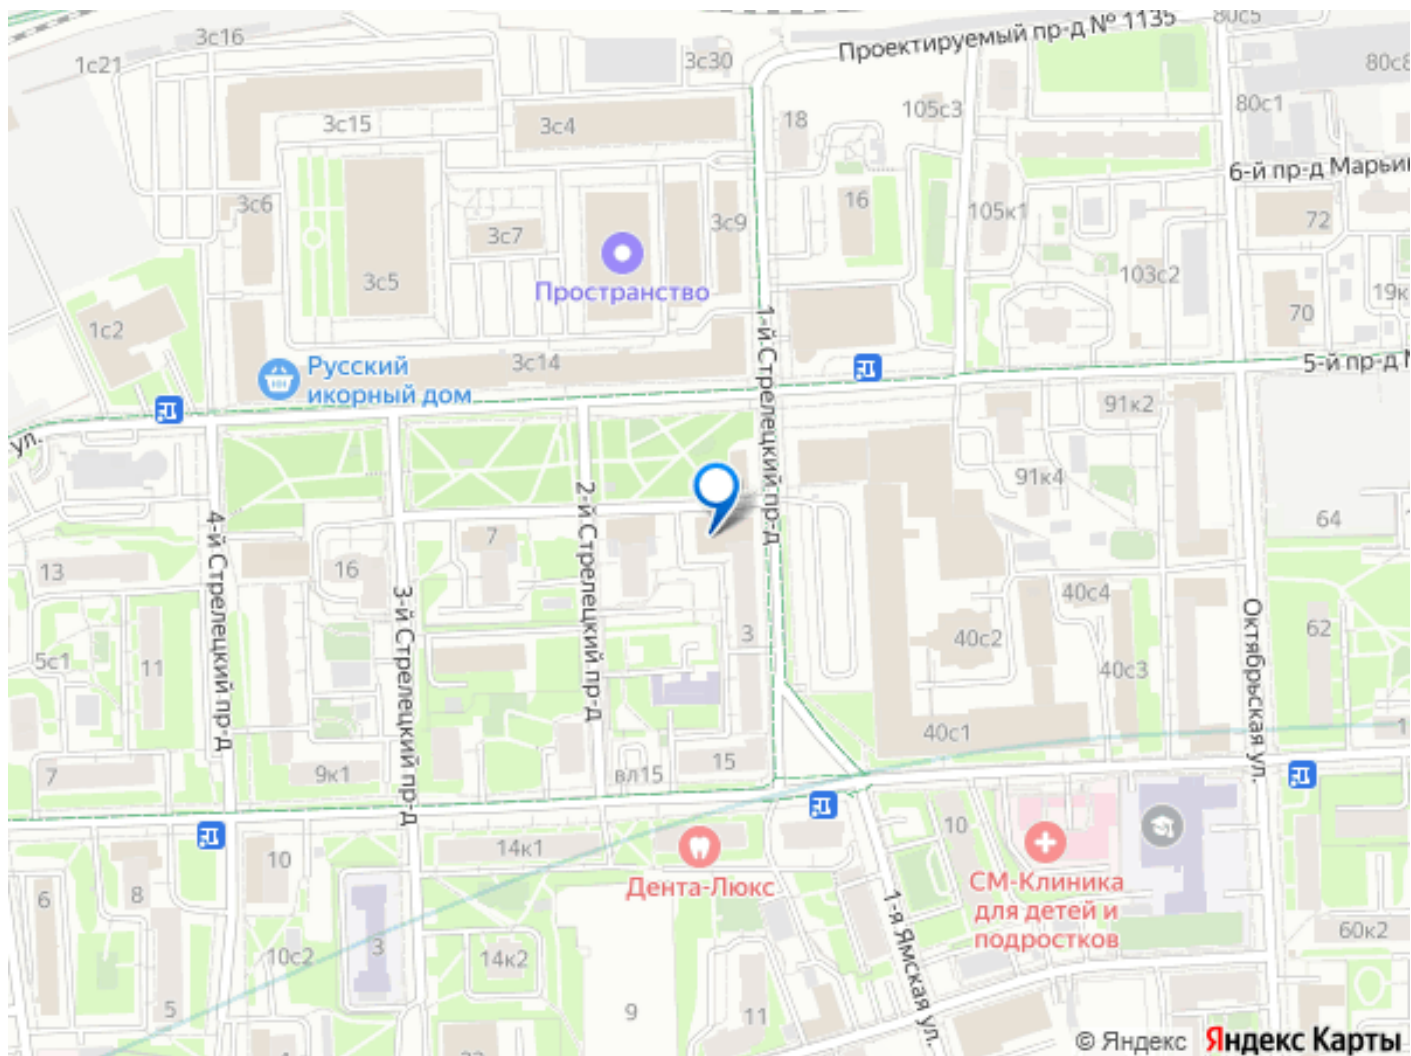 3с16
1с21
3с30
Проектируемый пр-д № 1135
80с5
80с8
80с1
105с3
18
3с15
3с4
6-й пр-д Марьин
3с6
3с7
3с9
16
105к1
72
103с2
3с5
Пространство
19к
70
1с2
1-й Стрелецкий пр-д
3с14
5-й пр-д М
Русский
икорный дом
ул.
91к2
91к4
64
4-й Стрелецкий пр-д
2-й Стрелецкий пр-д
7
13
16
3-й Стрелецкий пр-д
40с4
Октябрьская ул.
62
3
40с2
40с3
5с1
11
40с1
1
7
9к1
вл15
15
14к1
10
10
Дента-Люкс
СМ-Клиника
для детей и
подростков
1-я Ямская ул.
6
8
3
10с2
14к2
60к2
5
9
11
© Яндекс Яндекс Карты